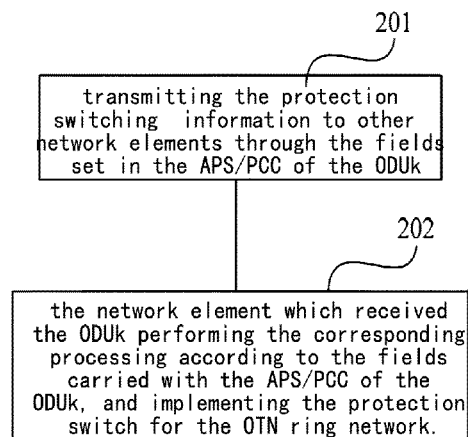 201
transmitting the protection
switching information to other
network elements through the fields
set in the APS/PCC of the ODUk
202
the network element which received
the ODUk performing the corresponding
processing according to the fields
carried with the APS/PCC of the
ODUk, and implementing the protection
switch for the OTN ring network.